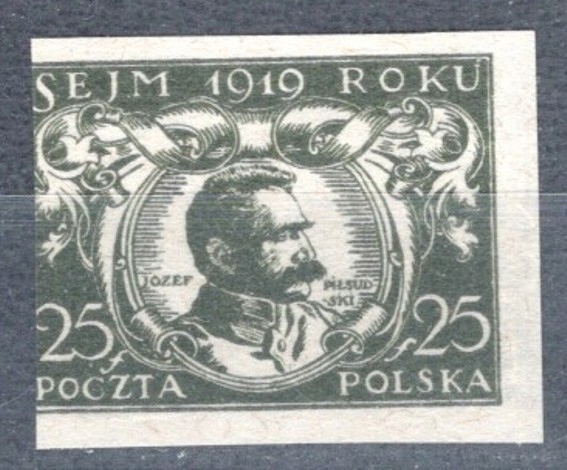 SEJM 1919 ROKU
JÓZEF PIŁSUD-
SKI
25 f f 25
POCZTA POLSKA